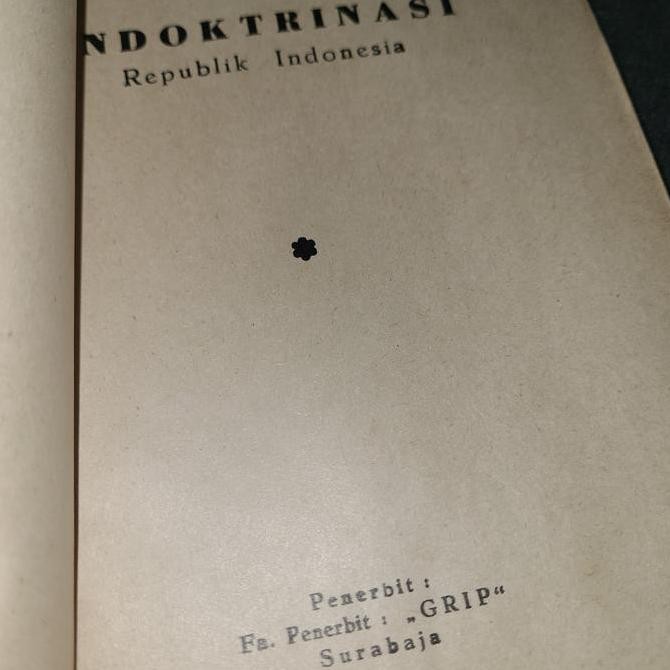 NDOKTRINASI
Republik Indonesia
Penerbit :
Fa. Penerbit : „GRIP“
Surabaja